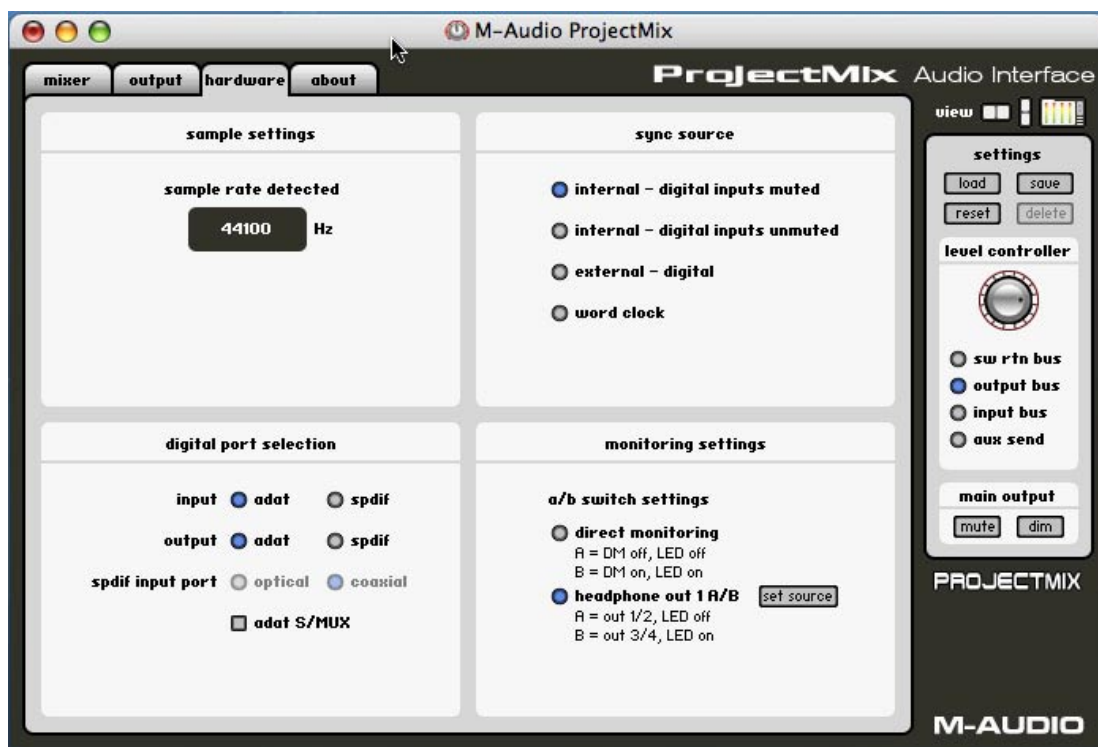 M-Audio ProjectMix
mixer
output
hardware
about
ProjectMix Audio Interface
view
sample settings
sample rate detected
44100 Hz
sync source
internal - digital inputs muted
internal - digital inputs unmuted
external - digital
word clock
digital port selection
input adat spdif
output adat spdif
spdif input port optical coaxial
adat S/MUX
monitoring settings
a/b switch settings
direct monitoring
A = DM off, LED off
B = DM on, LED on
headphone out 1 A/B set source
A = out 1/2, LED off
B = out 3/4, LED on
settings
load save
reset delete
level controller
sw rtn bus
output bus
input bus
aux send
main output
mute dim
PROJECTMIX
M-AUDIO